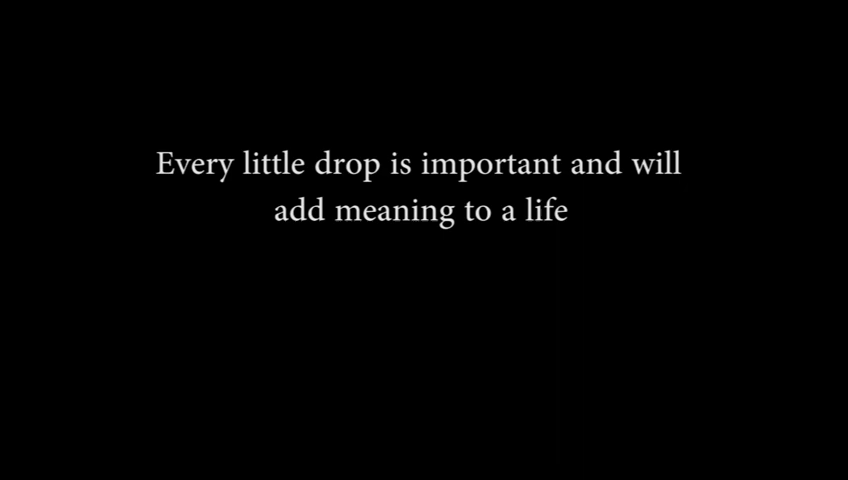 Every little drop is important and will
add meaning to a life